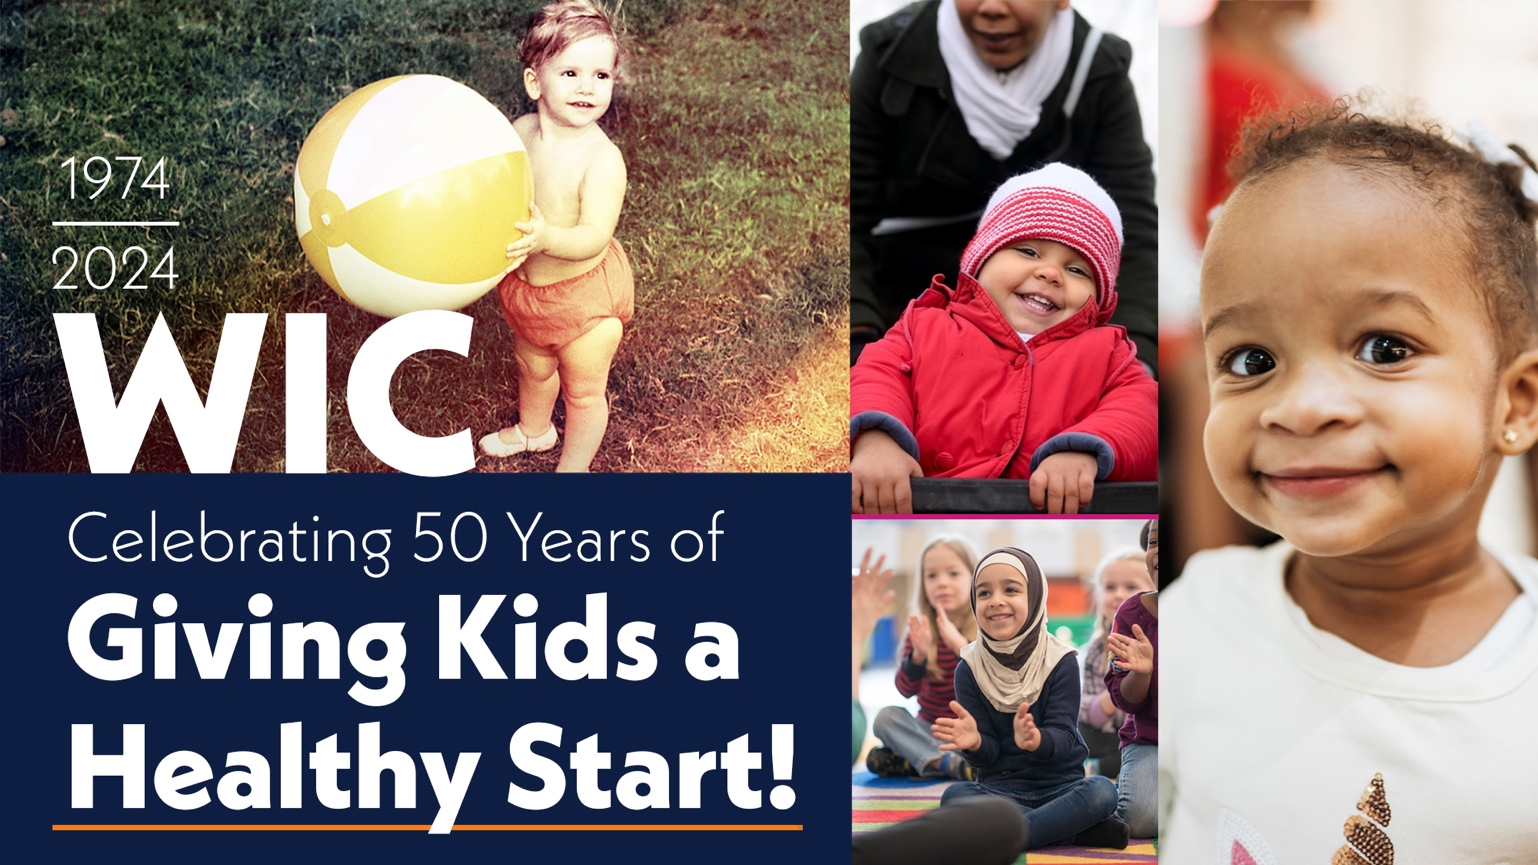 1974
2024
WIC
Celebrating 50 Years of
Giving Kids a
Healthy Start!